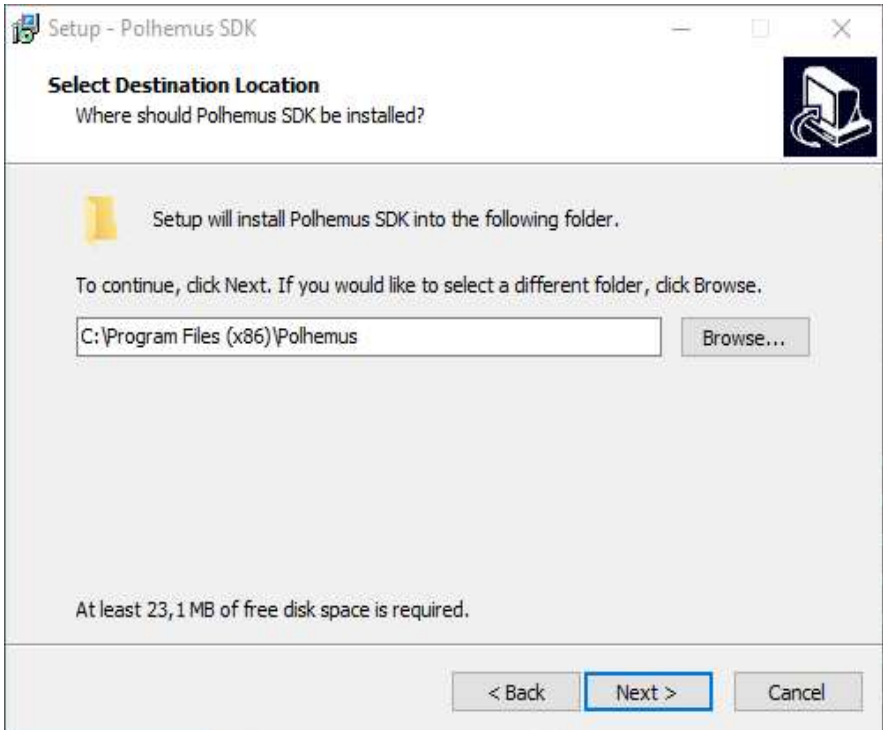 Setup - Polhemus SDK
Select Destination Location
Where should Polhemus SDK be installed?
Setup will install Polhemus SDK into the following folder.
To continue, click Next. If you would like to select a different folder, click Browse.
C:\Program Files (x86)\Polhemus
Browse...
At least 23,1 MB of free disk space is required.
< Back
Next >
Cancel